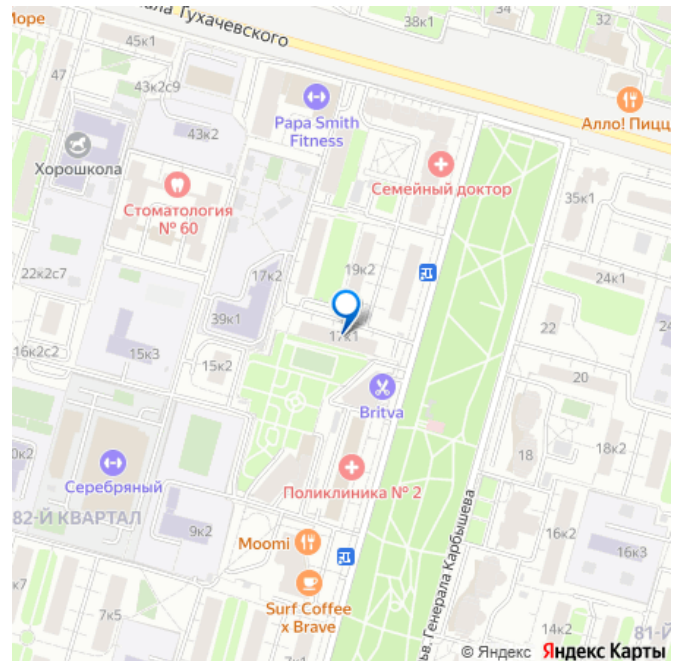 Море
ала Тухачевского
38к1
34
32
45к1
47
43к2с9
Papa Smith
Fitness
Алло! Пицц
43к2
Хорошкола
Семейный доктор
Стоматология
№ 60
35к1
22к2с7
17к2
19к2
24к1
39к1
22
24
16к2с2
15к3
15к2
17к1
20
Britva
0к2
18
18к2
Серебряный
Поликлиника № 2
82-Й КВАРТАЛ
9к2
Moomi
16к2
16к3
к7
7к5
Surf Coffee
x Brave
ьв. Генерала Карбышева
14к2
81-Й
© Яндекс Яндекс Карты